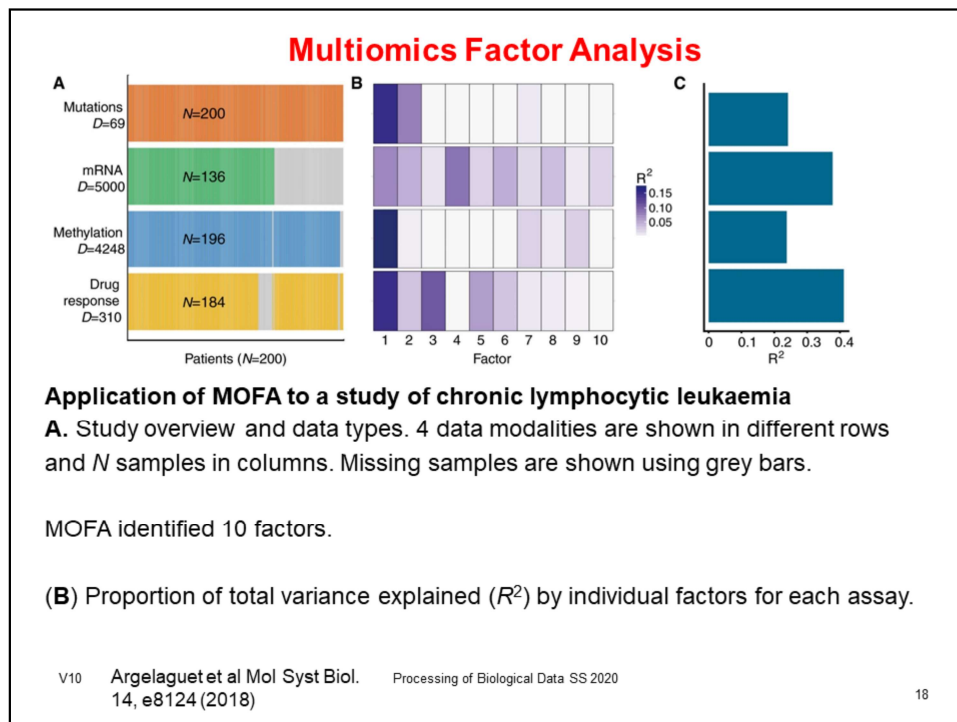 Multiomics Factor Analysis
A
B
C
Mutations
D=69
N=200
mRNA
D=5000
N=136
Methylation
D=4248
N=196
Drug
response
D=310
N=184
Patients (N=200)
1 2 3 4 5 6 7 8 9 10
Factor
R²
0.15
0.10
0.05
0 0.1 0.2 0.3 0.4
R²
Application of MOFA to a study of chronic lymphocytic leukaemia
A. Study overview and data types. 4 data modalities are shown in different rows
and N samples in columns. Missing samples are shown using grey bars.
MOFA identified 10 factors.
(B) Proportion of total variance explained (R²) by individual factors for each assay.
V10
Argelaguet et al Mol Syst Biol.
14, e8124 (2018)
Processing of Biological Data SS 2020
18